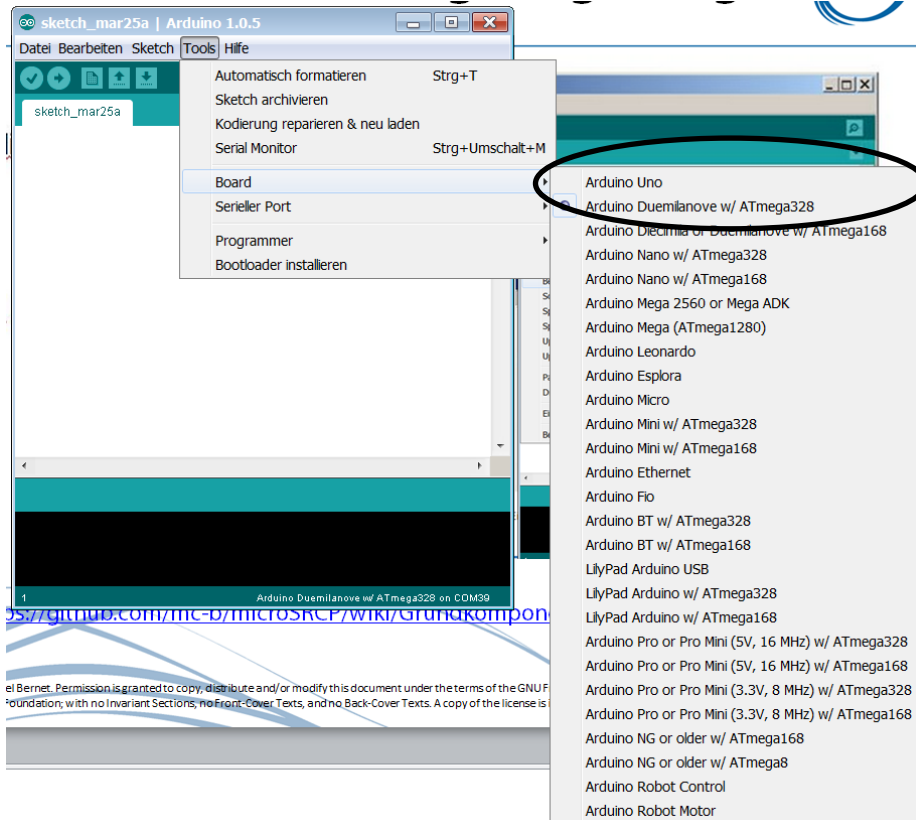 sketch_mar25a | Arduino 1.0.5
Datei Bearbeiten Sketch Tools Hilfe
sketch_mar25a
Automatisch formatieren Strg+T
Sketch archivieren
Kodierung reparieren & neu laden
Serial Monitor Strg+Umschalt+M
Board
Serieller Port
Programmer
Bootloader installieren
Arduino Uno
Arduino Duemilanove w/ ATmega328
Arduino Diecimila or Duemilanove w/ ATmega168
Arduino Nano w/ ATmega328
Arduino Nano w/ ATmega168
Arduino Mega 2560 or Mega ADK
Arduino Mega (ATmega1280)
Arduino Leonardo
Arduino Esplora
Arduino Micro
Arduino Mini w/ ATmega328
Arduino Mini w/ ATmega168
Arduino Ethernet
Arduino Fio
Arduino BT w/ ATmega328
Arduino BT w/ ATmega168
LilyPad Arduino USB
LilyPad Arduino w/ ATmega328
LilyPad Arduino w/ ATmega168
Arduino Pro or Pro Mini (5V, 16 MHz) w/ ATmega328
Arduino Pro or Pro Mini (5V, 16 MHz) w/ ATmega168
Arduino Pro or Pro Mini (3.3V, 8 MHz) w/ ATmega328
Arduino Pro or Pro Mini (3.3V, 8 MHz) w/ ATmega168
Arduino NG or older w/ ATmega168
Arduino NG or older w/ ATmega8
Arduino Robot Control
Arduino Robot Motor
1 Arduino Duemilanove w/ ATmega328 on COM39
ps://github.com/mc-b/microSRCP/wiki/Grundkompon
el Bernet. Permission is granted to copy, distribute and/or modify this document under the terms of the GNU F
Foundation; with no Invariant Sections, no Front-Cover Texts, and no Back-Cover Texts. A copy of the license is i